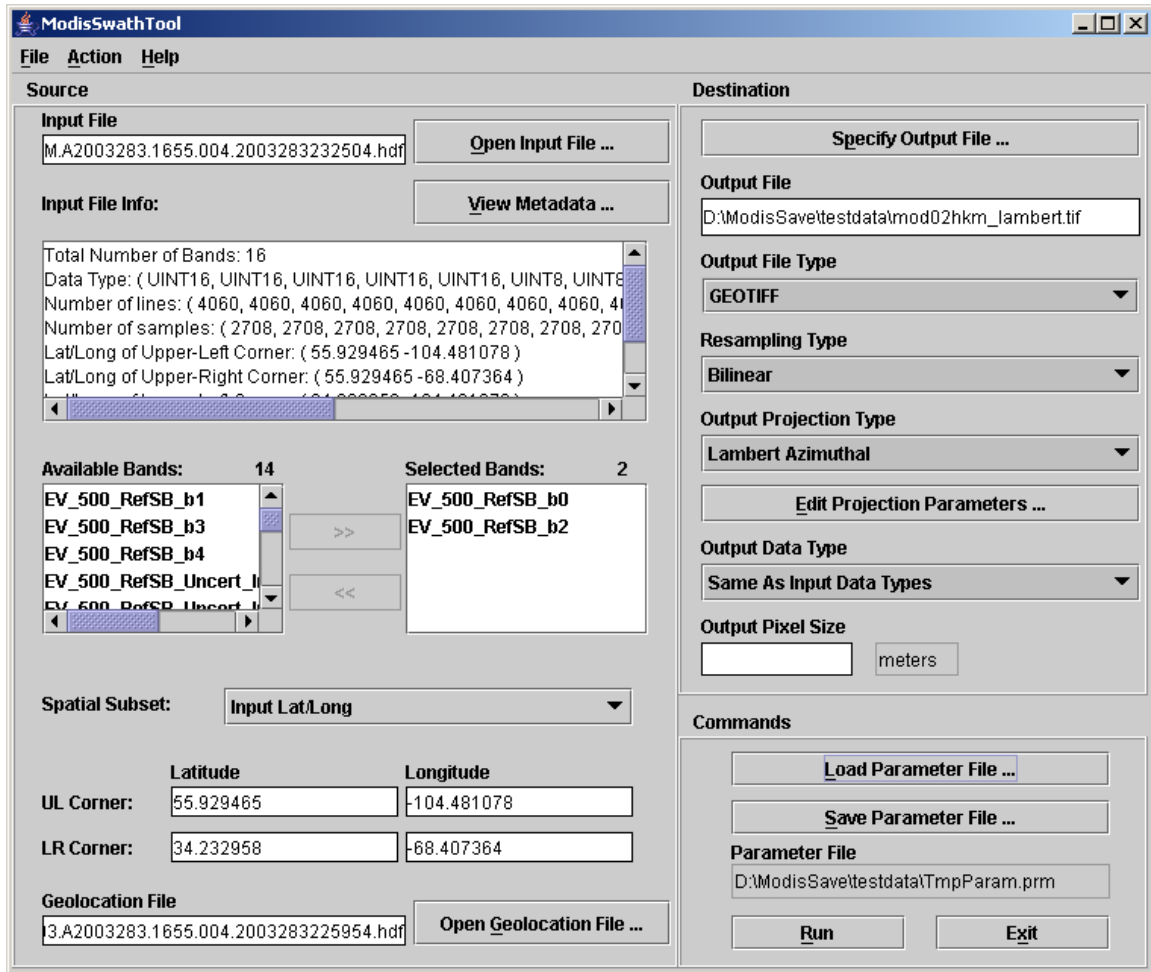 ModisSwathTool
File Action Help
Source
Input File
M.A2003283.1655.004.2003283232504.hdf
Open Input File ...
Input File Info:
View Metadata ...
Total Number of Bands: 16
Data Type: ( UINT16, UINT16, UINT16, UINT16, UINT16, UINT8, UINT8
Number of lines: ( 4060, 4060, 4060, 4060, 4060, 4060, 4060, 4060,
Number of samples: ( 2708, 2708, 2708, 2708, 2708, 2708, 2708, 270
Lat/Long of Upper-Left Corner: ( 55.929465 -104.481078 )
Lat/Long of Upper-Right Corner: ( 55.929465 -68.407364 )
Available Bands: 14
EV_500_RefSB_b1
EV_500_RefSB_b3
EV_500_RefSB_b4
EV_500_RefSB_Uncert_I
>>
<<
Selected Bands: 2
EV_500_RefSB_b0
EV_500_RefSB_b2
Spatial Subset:
Input Lat/Long
Latitude Longitude
UL Corner: 55.929465 -104.481078
LR Corner: 34.232958 -68.407364
Geolocation File
3.A2003283.1655.004.2003283225954.hdf
Open Geolocation File ...
Destination
Specify Output File ...
Output File
D:\ModisSave\testdata\mod02hkm_lambert.tif
Output File Type
GEOTIFF
Resampling Type
Bilinear
Output Projection Type
Lambert Azimuthal
Edit Projection Parameters ...
Output Data Type
Same As Input Data Types
Output Pixel Size
meters
Commands
Load Parameter File ...
Save Parameter File ...
Parameter File
D:\ModisSave\testdata\TmpParam.prm
Run
Exit